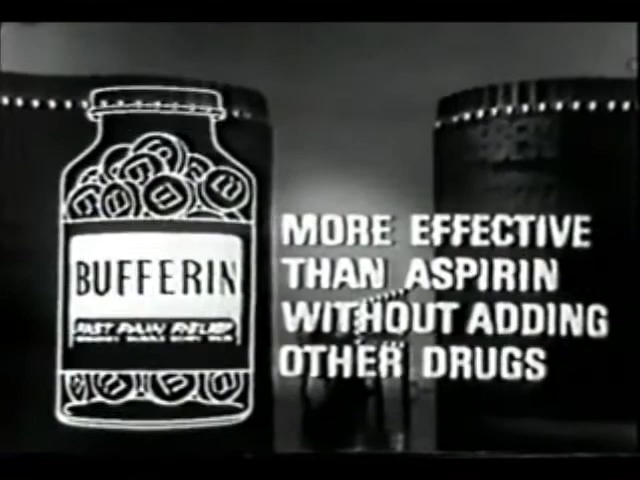 BUFFERIN
FAST PAIN RELIEF
MORE EFFECTIVE
THAN ASPIRIN
WITHOUT ADDING
OTHER DRUGS